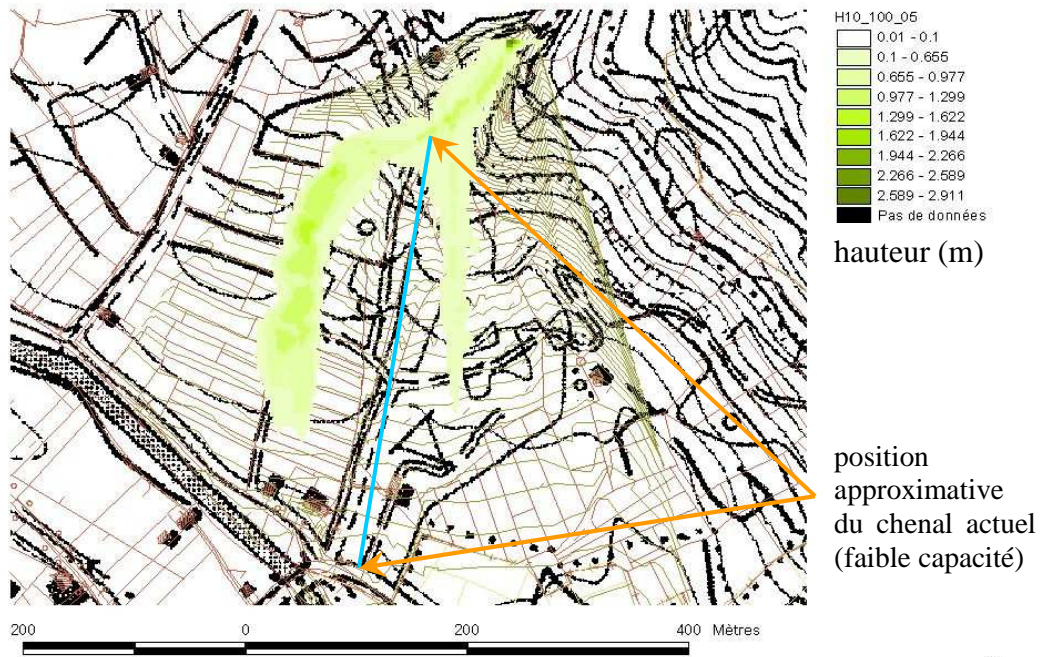 H10_100_05
0.01 - 0.1
0.1 - 0.655
0.655 - 0.977
0.977 - 1.299
1.299 - 1.622
1.622 - 1.944
1.944 - 2.266
2.266 - 2.589
2.589 - 2.911
Pas de données
hauteur (m)
position
approximative
du chenal actuel
(faible capacité)
200 0 200 400 Mètres